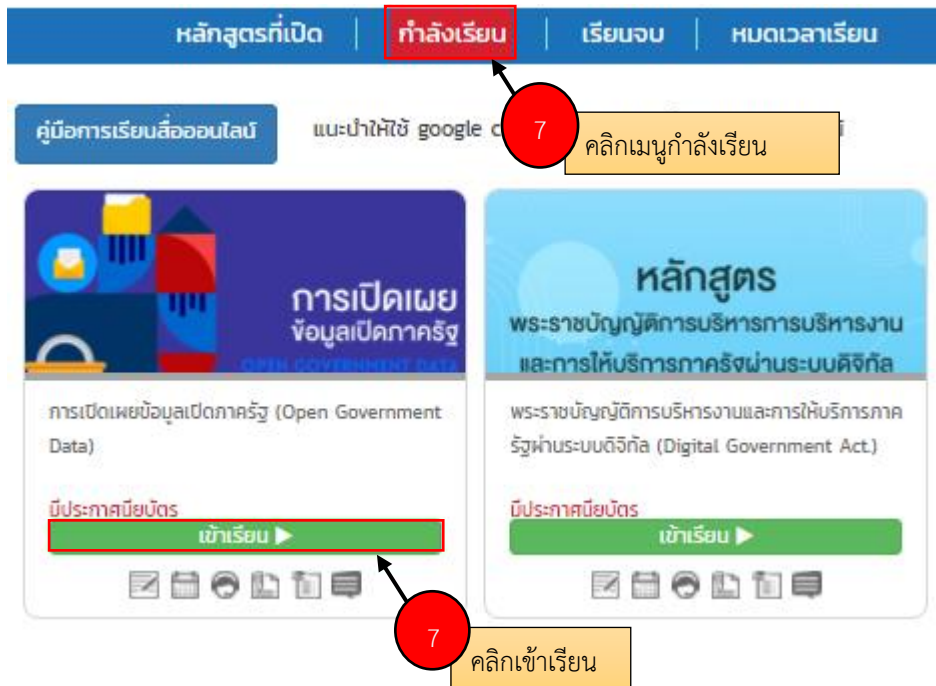 หลักสูตรที่เปิด | กำลังเรียน | เรียนจบ | หมดเวลาเรียน
คู่มือการเรียนสื่อออนไลน์
แนะนำให้ใช้ google c
7
คลิกเมนูกำลังเรียน
การเปิดเผย
ข้อมูลเปิดภาครัฐ
OPEN GOVERNMENT DATA
การเปิดเผยข้อมูลเปิดภาครัฐ (Open Government
Data)
มีประกาศนียบัตร
เข้าเรียน
หลักสูตร
พระราชบัญญัติการบริหารการบริหารงาน
และการให้บริการภาครัฐผ่านระบบดิจิทัล
พระราชบัญญัติการบริหารงานและการให้บริการภาค
รัฐผ่านระบบดิจิทัล (Digital Government Act.)
มีประกาศนียบัตร
เข้าเรียน
7
คลิกเข้าเรียน